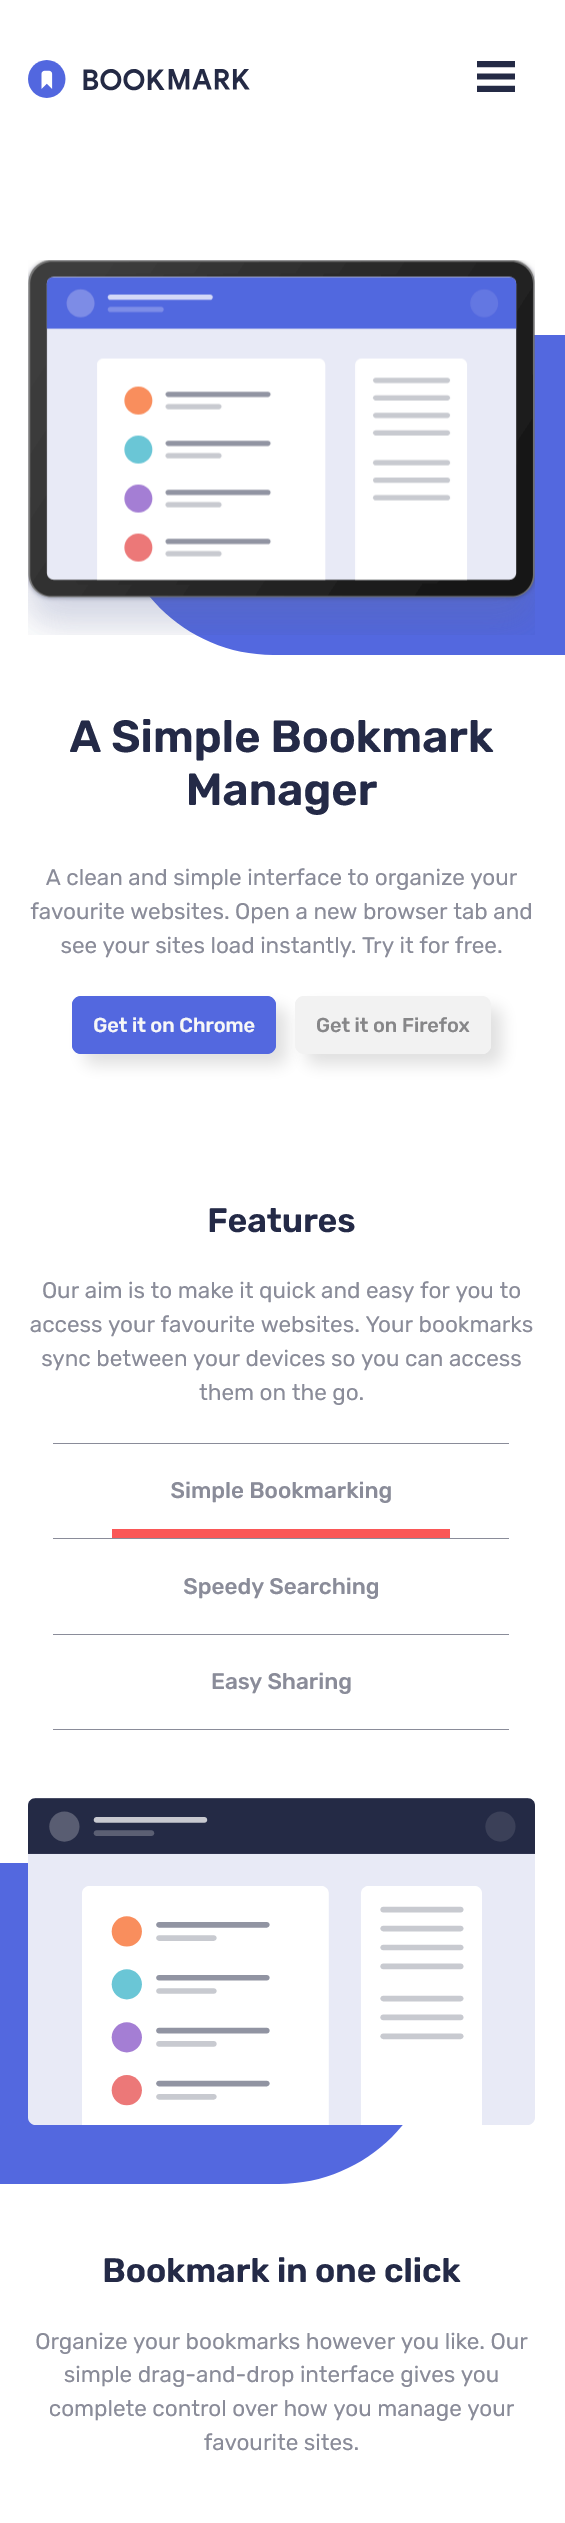 BOOKMARK
A Simple Bookmark
Manager
A clean and simple interface to organize your
favourite websites. Open a new browser tab and
see your sites load instantly. Try it for free.
Get it on Chrome
Get it on Firefox
Features
Our aim is to make it quick and easy for you to
access your favourite websites. Your bookmarks
sync between your devices so you can access
them on the go.
Simple Bookmarking
Speedy Searching
Easy Sharing
Bookmark in one click
Organize your bookmarks however you like. Our
simple drag-and-drop interface gives you
complete control over how you manage your
favourite sites.